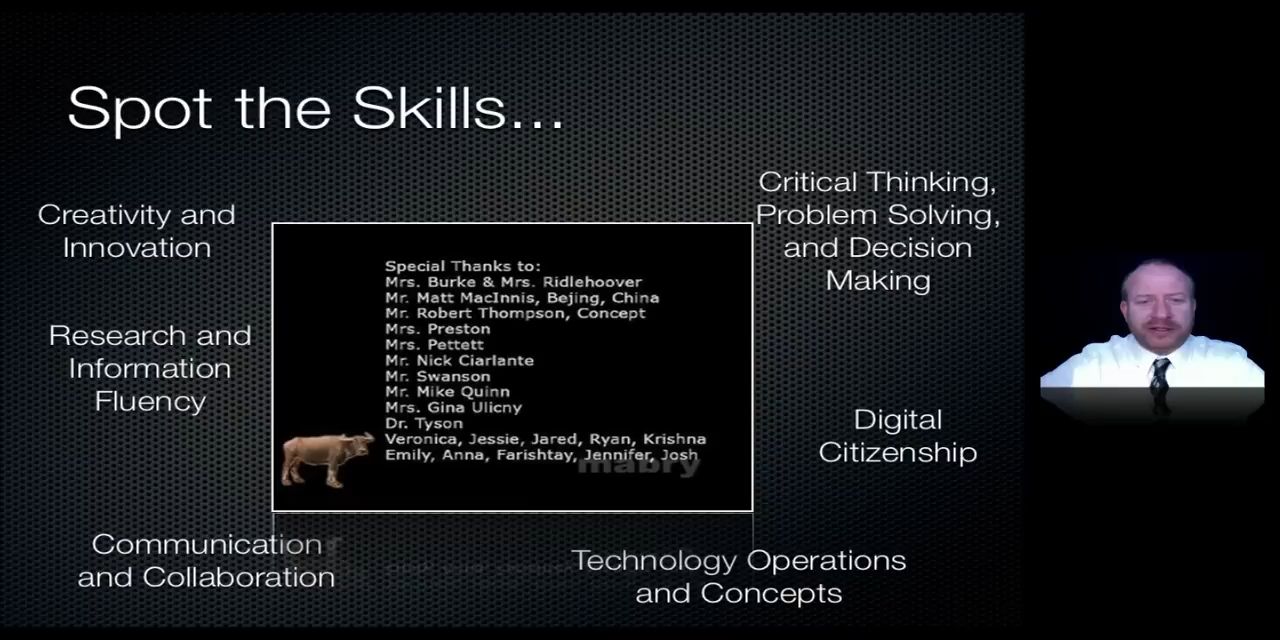 Spot the Skills...
Creativity and
Innovation
Research and
Information
Fluency
Communication
and Collaboration
Special Thanks to:
Mrs. Burke & Mrs. Ridlehoover
Mr. Matt MacInnis, Bejing, China
Mr. Robert Thompson, Concept
Mrs. Preston
Mrs. Pettett
Mr. Nick Ciarlante
Mr. Swanson
Mr. Mike Quinn
Mrs. Gina Ulicny
Dr. Tyson
Veronica, Jessie, Jared, Ryan, Krishna
Emily, Anna, Farishtay, Jennifer, Josh
mabry
Critical Thinking,
Problem Solving,
and Decision
Making
Digital
Citizenship
Technology Operations
and Concepts